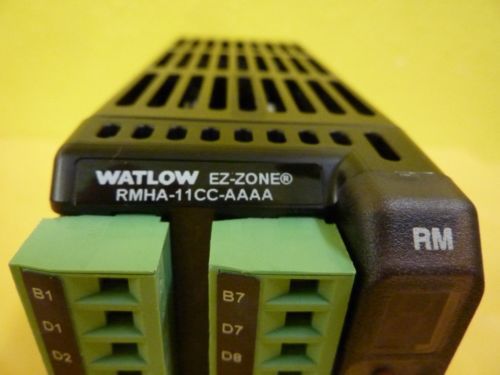 WATLOW EZ-ZONE®
RMHA-11CC-AAAA
RM
B1
B7
D1
D7
D2
D8